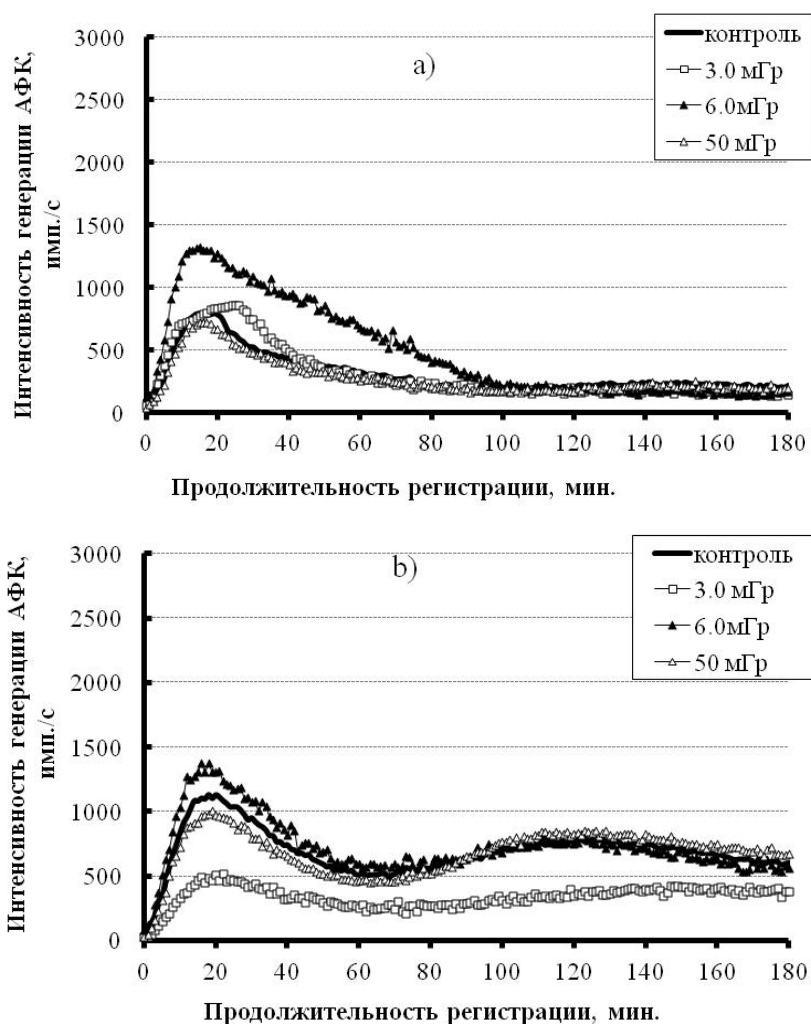 3000
2500
2000
1500
1000
500
0
Интенсивность генерации АФК,
имп./с
a)
контроль
3.0 мГр
6.0мГр
50 мГр
0 20 40 60 80 100 120 140 160 180
Продолжительность регистрации, мин.
3000
2500
2000
1500
1000
500
0
Интенсивность генерации АФК,
имп./с
b)
контроль
3.0 мГр
6.0мГр
50 мГр
0 20 40 60 80 100 120 140 160 180
Продолжительность регистрации, мин.